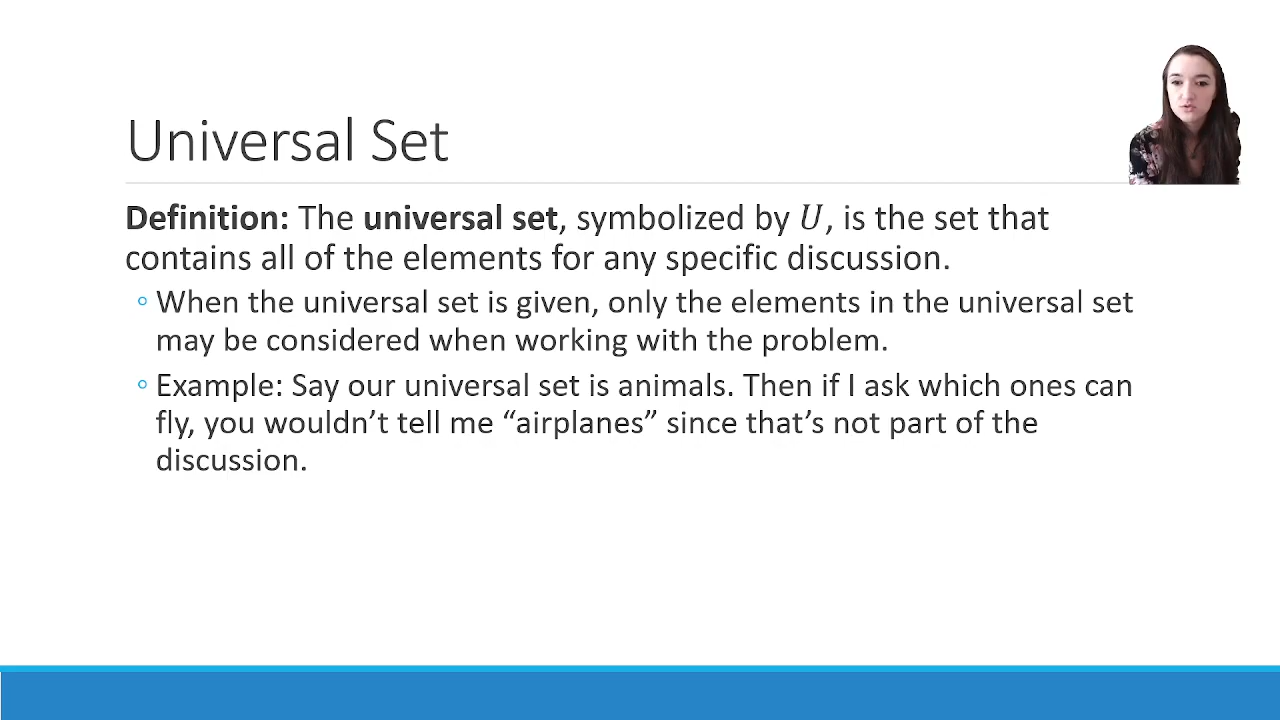 Universal Set
Definition: The universal set, symbolized by 𝑈, is the set that
contains all of the elements for any specific discussion.
◦ When the universal set is given, only the elements in the universal set
may be considered when working with the problem.
◦ Example: Say our universal set is animals. Then if I ask which ones can
fly, you wouldn’t tell me “airplanes” since that’s not part of the
discussion.